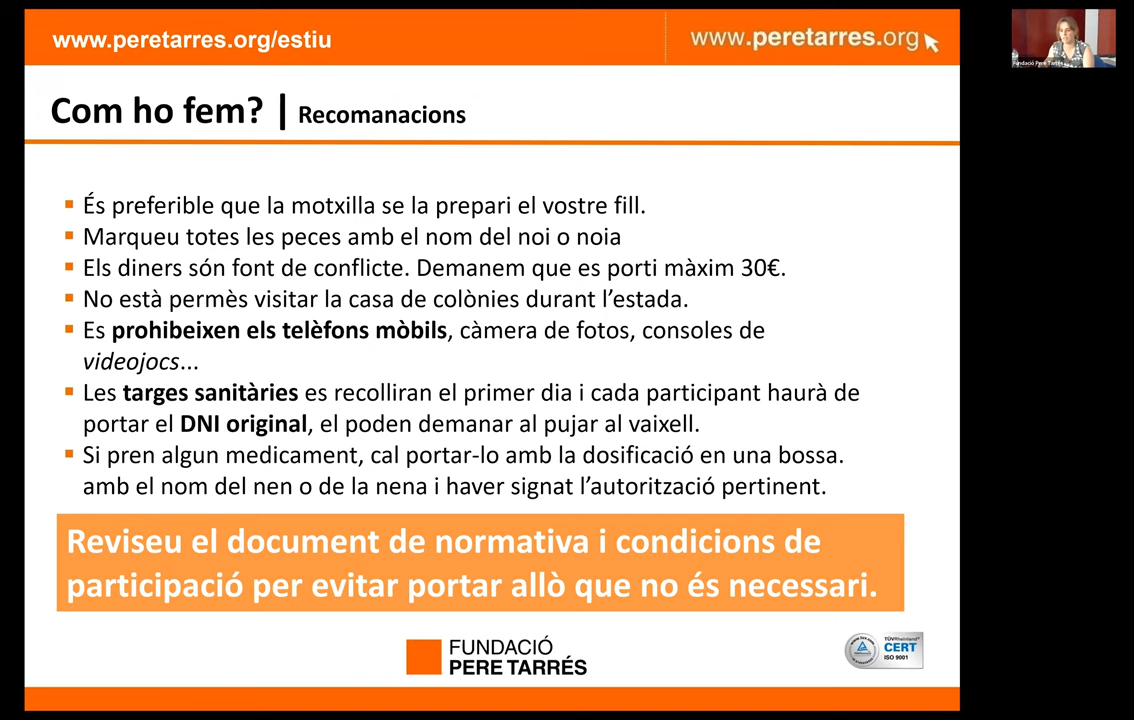 www.peretarres.org/estiu
www.peretarres.org
Fundació Pere Tarrés
Com ho fem? | Recomanacions
És preferible que la motxilla se la prepari el vostre fill.
Marqueu totes les peces amb el nom del noi o noia
Els diners són font de conflicte. Demanem que es porti màxim 30€.
No està permès visitar la casa de colònies durant l’estada.
Es prohibeixen els telèfons mòbils, càmera de fotos, consoles de
videojocs...
Les targes sanitàries es recolliran el primer dia i cada participant haurà de
portar el DNI original, el poden demanar al pujar al vaixell.
Si pren algun medicament, cal portar-lo amb la dosificació en una bossa.
amb el nom del nen o de la nena i haver signat l’autorització pertinent.
Reviseu el document de normativa i condicions de
participació per evitar portar allò que no és necessari.
FUNDACIÓ
PERE TARRÉS
TÜVRheinland
CERT
ISO 9001